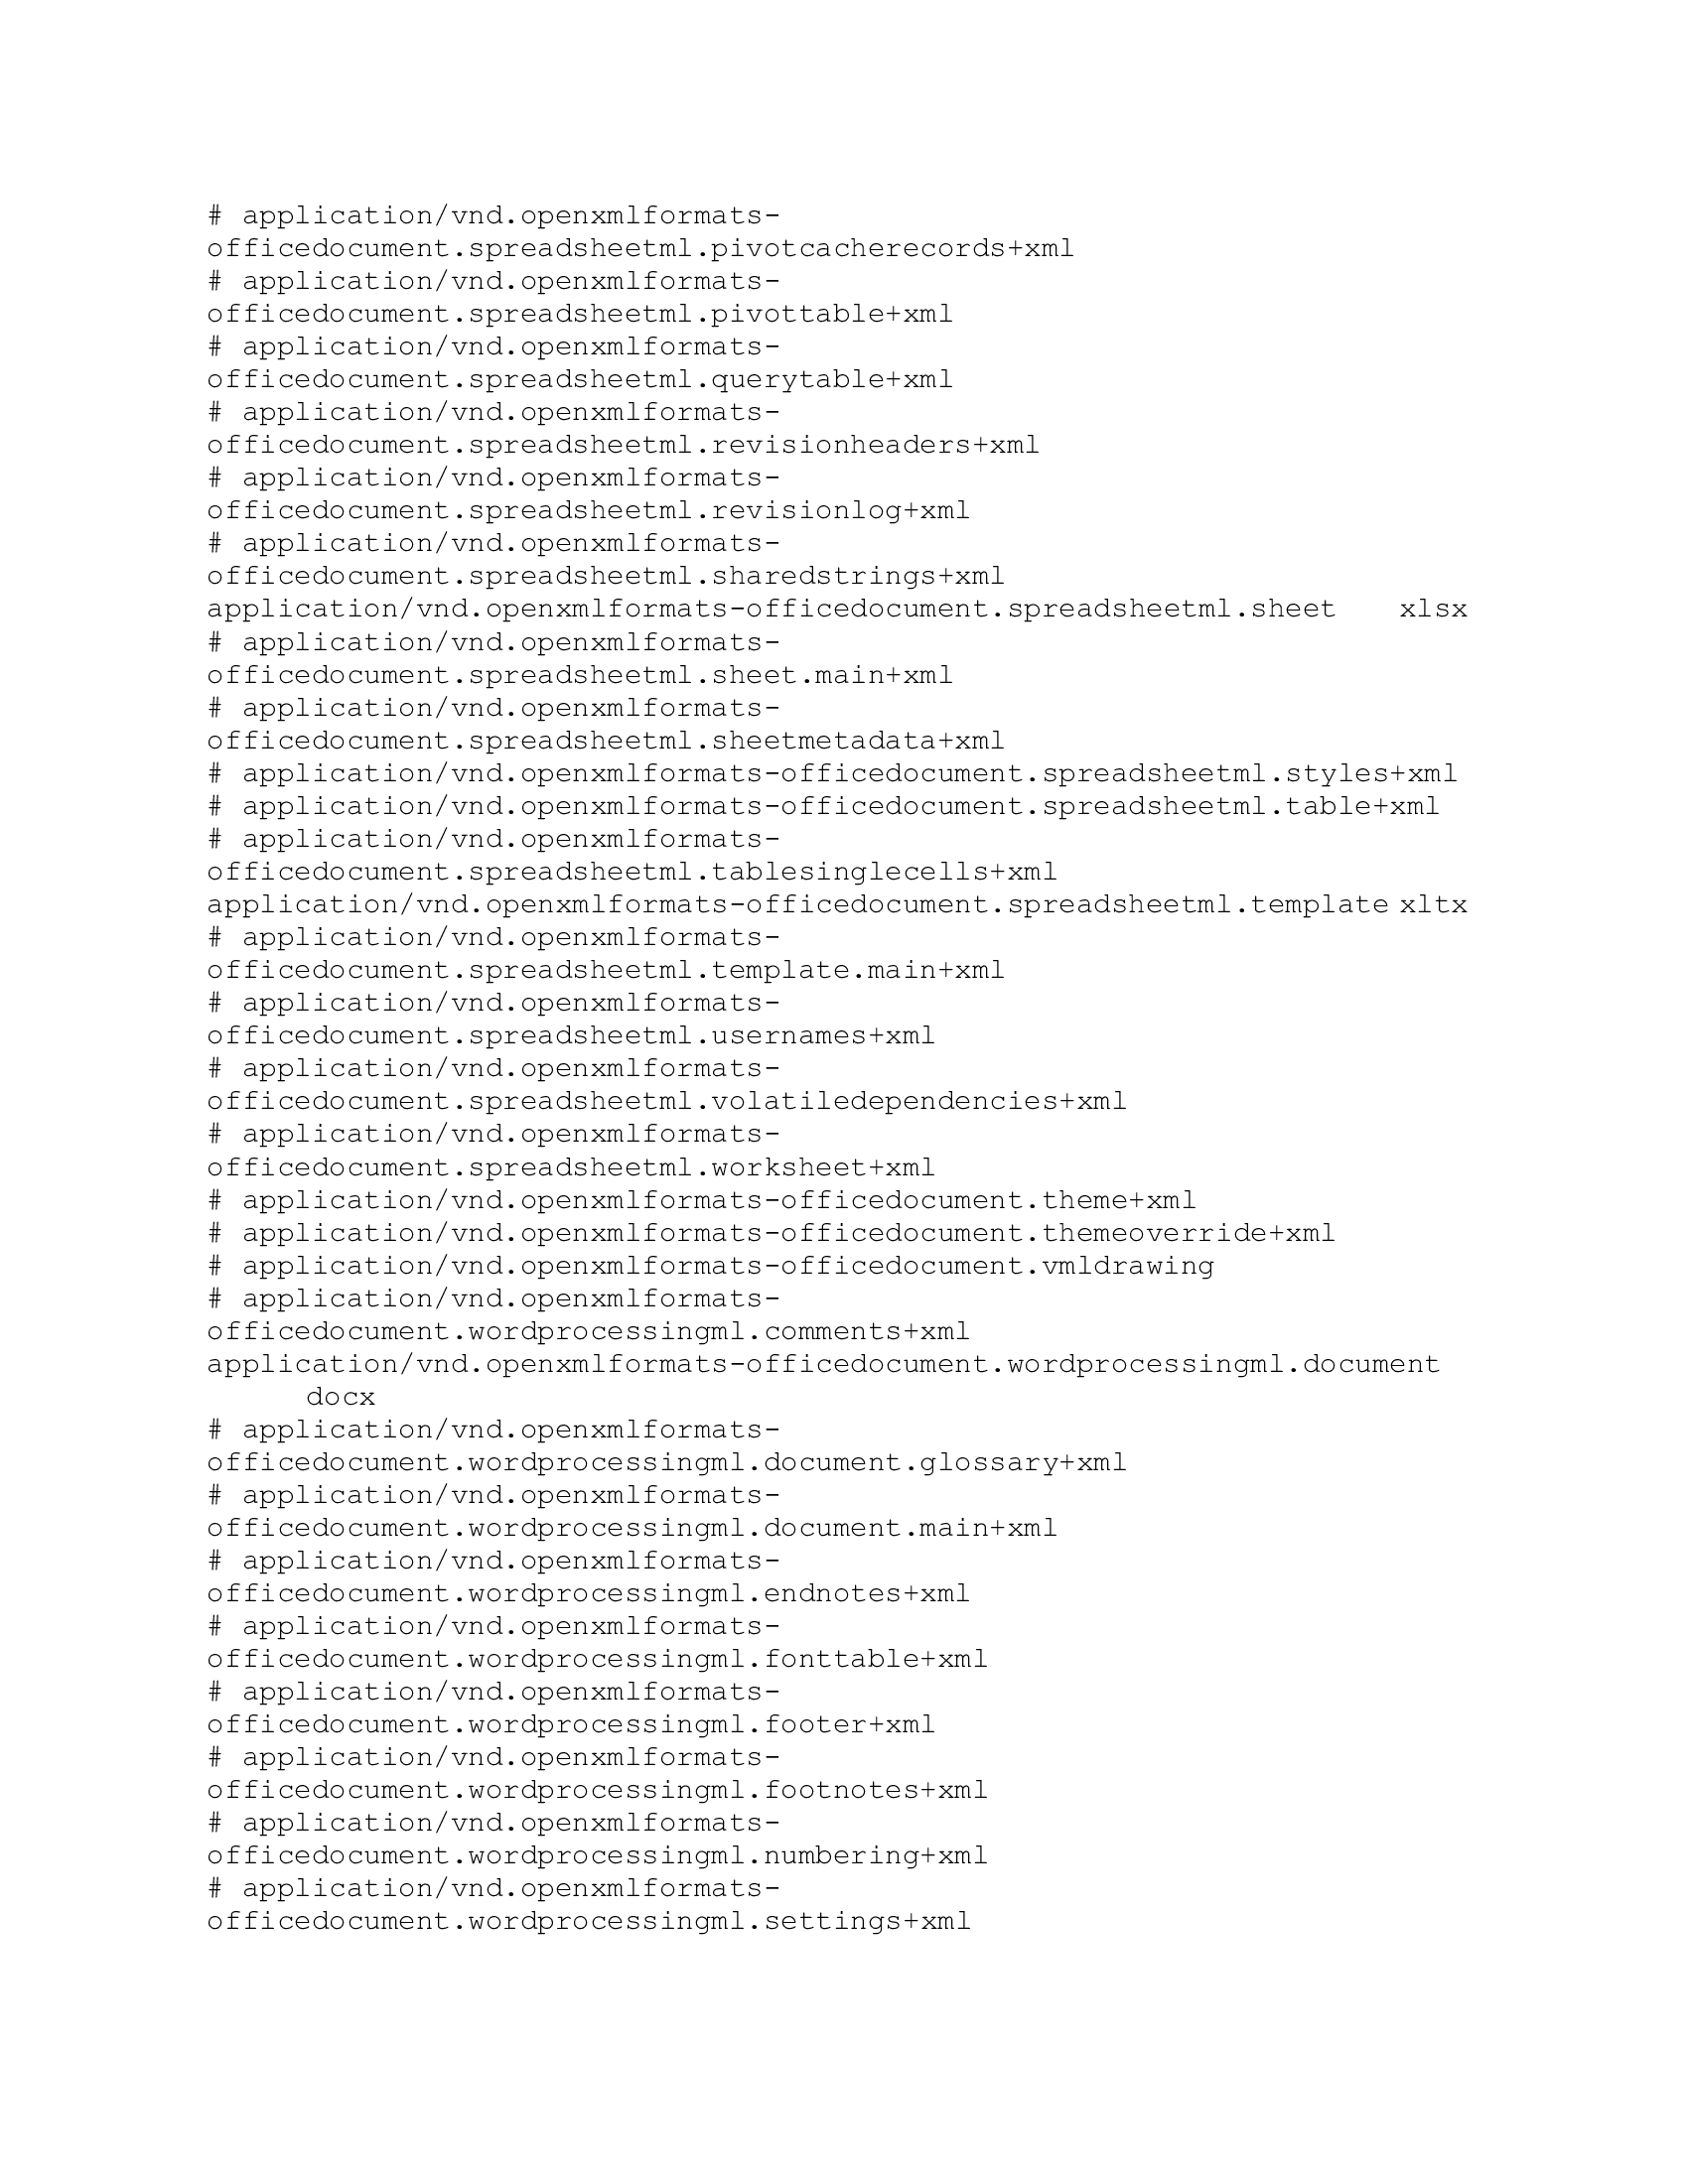 # application/vnd.openxmlformats-
officedocument.spreadsheetml.pivotcacherecords+xml
# application/vnd.openxmlformats-
officedocument.spreadsheetml.pivottable+xml
# application/vnd.openxmlformats-
officedocument.spreadsheetml.querytable+xml
# application/vnd.openxmlformats-
officedocument.spreadsheetml.revisionheaders+xml
# application/vnd.openxmlformats-
officedocument.spreadsheetml.revisionlog+xml
# application/vnd.openxmlformats-
officedocument.spreadsheetml.sharedstrings+xml
application/vnd.openxmlformats-officedocument.spreadsheetml.sheet xlsx
# application/vnd.openxmlformats-
officedocument.spreadsheetml.sheet.main+xml
# application/vnd.openxmlformats-
officedocument.spreadsheetml.sheetmetadata+xml
# application/vnd.openxmlformats-officedocument.spreadsheetml.styles+xml
# application/vnd.openxmlformats-officedocument.spreadsheetml.table+xml
# application/vnd.openxmlformats-
officedocument.spreadsheetml.tablesinglecells+xml
application/vnd.openxmlformats-officedocument.spreadsheetml.template xltx
# application/vnd.openxmlformats-
officedocument.spreadsheetml.template.main+xml
# application/vnd.openxmlformats-
officedocument.spreadsheetml.usernames+xml
# application/vnd.openxmlformats-
officedocument.spreadsheetml.volatiledependencies+xml
# application/vnd.openxmlformats-
officedocument.spreadsheetml.worksheet+xml
# application/vnd.openxmlformats-officedocument.theme+xml
# application/vnd.openxmlformats-officedocument.themeoverride+xml
# application/vnd.openxmlformats-officedocument.vmldrawing
# application/vnd.openxmlformats-
officedocument.wordprocessingml.comments+xml
application/vnd.openxmlformats-officedocument.wordprocessingml.document
docx
# application/vnd.openxmlformats-
officedocument.wordprocessingml.document.glossary+xml
# application/vnd.openxmlformats-
officedocument.wordprocessingml.document.main+xml
# application/vnd.openxmlformats-
officedocument.wordprocessingml.endnotes+xml
# application/vnd.openxmlformats-
officedocument.wordprocessingml.fonttable+xml
# application/vnd.openxmlformats-
officedocument.wordprocessingml.footer+xml
# application/vnd.openxmlformats-
officedocument.wordprocessingml.footnotes+xml
# application/vnd.openxmlformats-
officedocument.wordprocessingml.numbering+xml
# application/vnd.openxmlformats-
officedocument.wordprocessingml.settings+xml